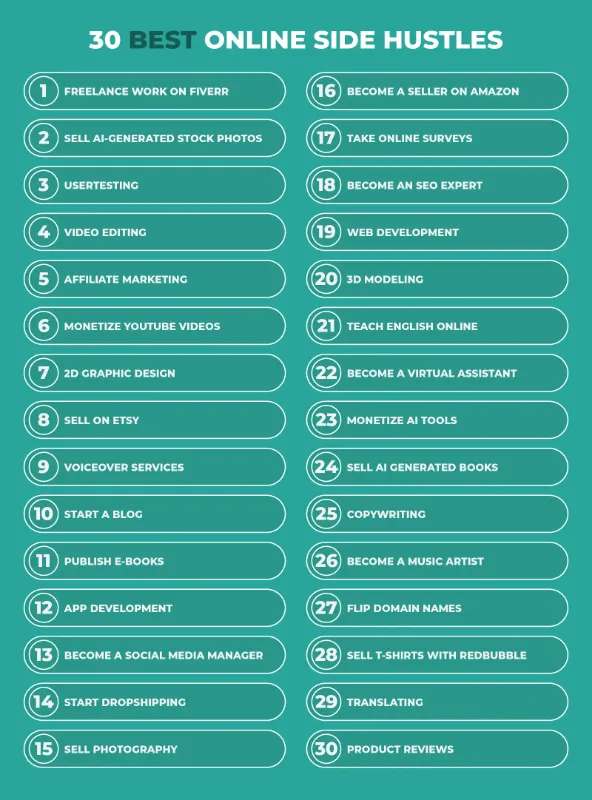 30 BEST ONLINE SIDE HUSTLES
1 FREELANCE WORK ON FIVERR
2 SELL AI-GENERATED STOCK PHOTOS
3 USERTESTING
4 VIDEO EDITING
5 AFFILIATE MARKETING
6 MONETIZE YOUTUBE VIDEOS
7 2D GRAPHIC DESIGN
8 SELL ON ETSY
9 VOICEOVER SERVICES
10 START A BLOG
11 PUBLISH E-BOOKS
12 APP DEVELOPMENT
13 BECOME A SOCIAL MEDIA MANAGER
14 START DROPSHIPPING
15 SELL PHOTOGRAPHY
16 BECOME A SELLER ON AMAZON
17 TAKE ONLINE SURVEYS
18 BECOME AN SEO EXPERT
19 WEB DEVELOPMENT
20 3D MODELING
21 TEACH ENGLISH ONLINE
22 BECOME A VIRTUAL ASSISTANT
23 MONETIZE AI TOOLS
24 SELL AI GENERATED BOOKS
25 COPYWRITING
26 BECOME A MUSIC ARTIST
27 FLIP DOMAIN NAMES
28 SELL T-SHIRTS WITH REDBUBBLE
29 TRANSLATING
30 PRODUCT REVIEWS